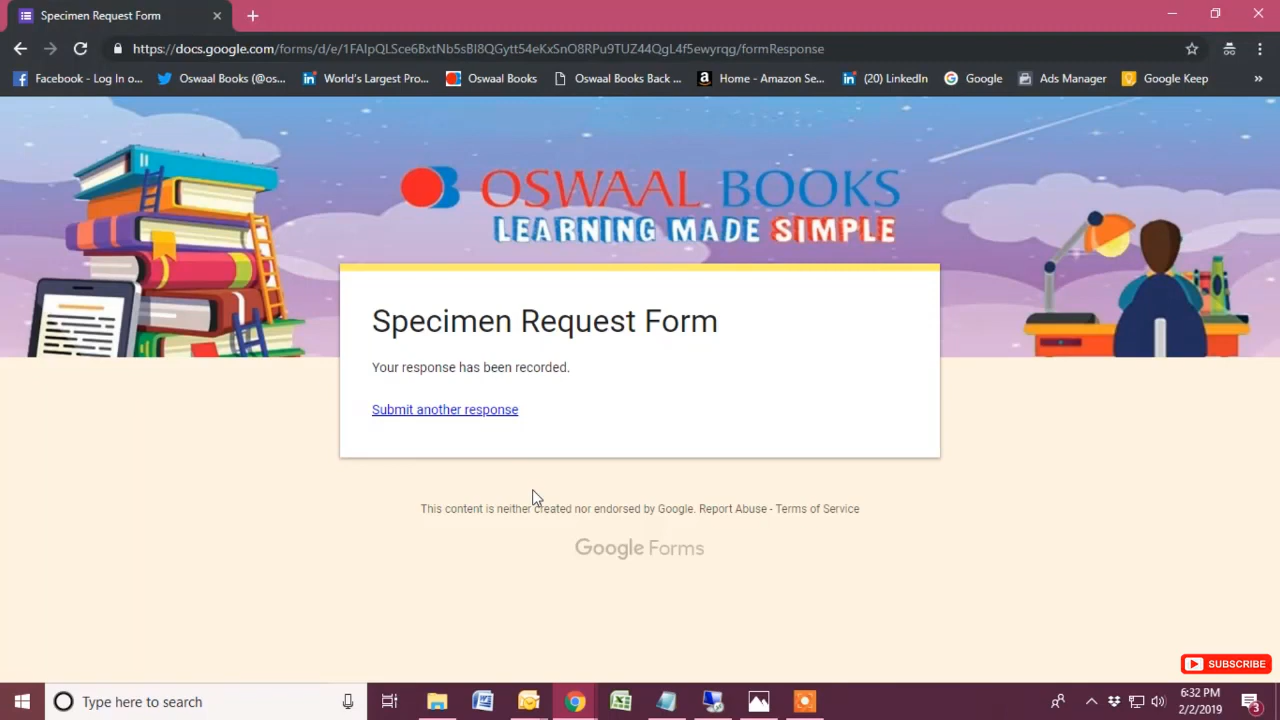 Specimen Request Form
https://docs.google.com/forms/d/e/1FAIpQLSce6BxtNb5sBI8QGytt54eKxSnO8RPu9TUZ44QgL4f5ewyrqg/formResponse
Facebook - Log In o...
Oswaal Books (@os...
World's Largest Pro...
Oswaal Books
Oswaal Books Back ...
Home - Amazon Se...
(20) LinkedIn
Google
Ads Manager
Google Keep
OSWAAL BOOKS
LEARNING MADE SIMPLE
Specimen Request Form
Your response has been recorded.
Submit another response
This content is neither created nor endorsed by Google. Report Abuse - Terms of Service
Google Forms
SUBSCRIBE
Type here to search
6:32 PM
2/2/2019
3